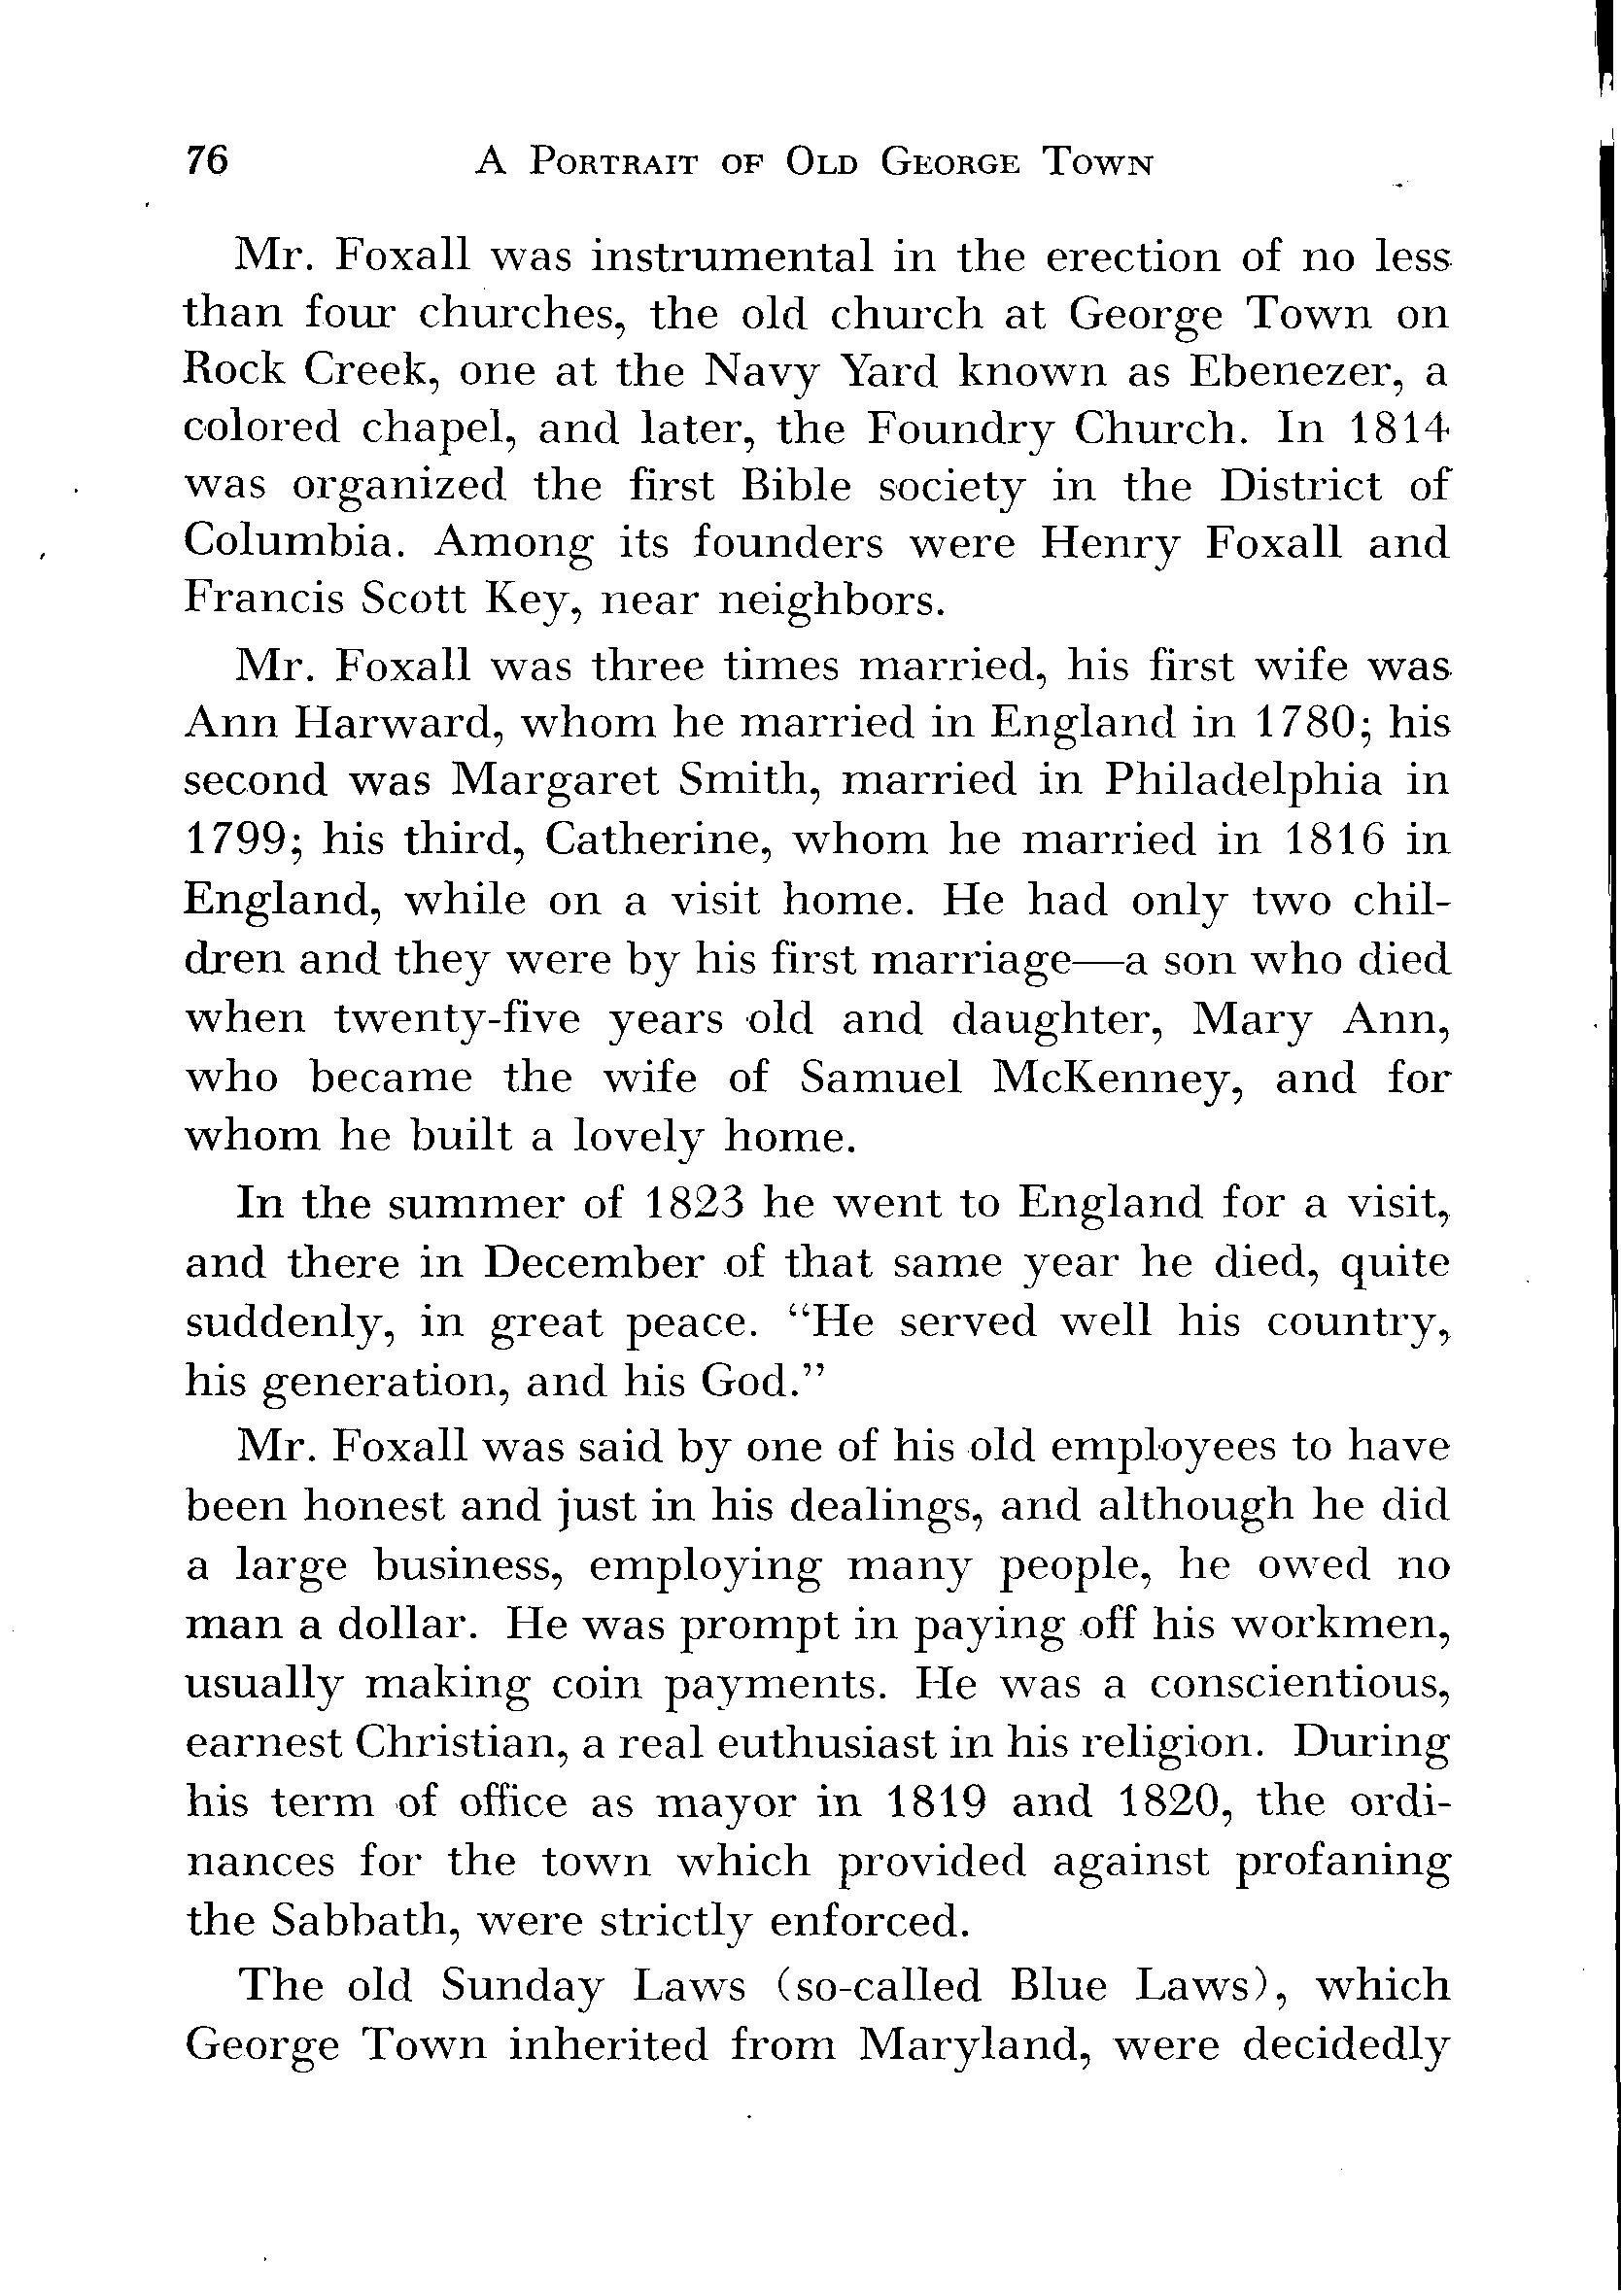 76 A Portrait of Old George Town
Mr. Foxall was instrumental in the erection of no less
than four churches, the old church at George Town on
Rock Creek, one at the Navy Yard known as Ebenezer, a
colored chapel, and later, the Foundry Church. In 1814
was organized the first Bible society in the District of
Columbia. Among its founders were Henry Foxall and
Francis Scott Key, near neighbors.
Mr. Foxall was three times married, his first wife was
Ann Harward, whom he married in England in 1780; his
second was Margaret Smith, married in Philadelphia in
1799; his third, Catherine, whom he married in 1816 in
England, while on a visit home. He had only two chil-
dren and they were by his first marriage—a son who died
when twenty-five years old and daughter, Mary Ann,
who became the wife of Samuel McKenney, and for
whom he built a lovely home.
In the summer of 1823 he went to England for a visit,
and there in December of that same year he died, quite
suddenly, in great peace. “He served well his country,
his generation, and his God.”
Mr. Foxall was said by one of his old employees to have
been honest and just in his dealings, and although he did
a large business, employing many people, he owed no
man a dollar. He was prompt in paying off his workmen,
usually making coin payments. He was a conscientious,
earnest Christian, a real euthusiast in his religion. During
his term of office as mayor in 1819 and 1820, the ordi-
nances for the town which provided against profaning
the Sabbath, were strictly enforced.
The old Sunday Laws (so-called Blue Laws), which
George Town inherited from Maryland, were decidedly